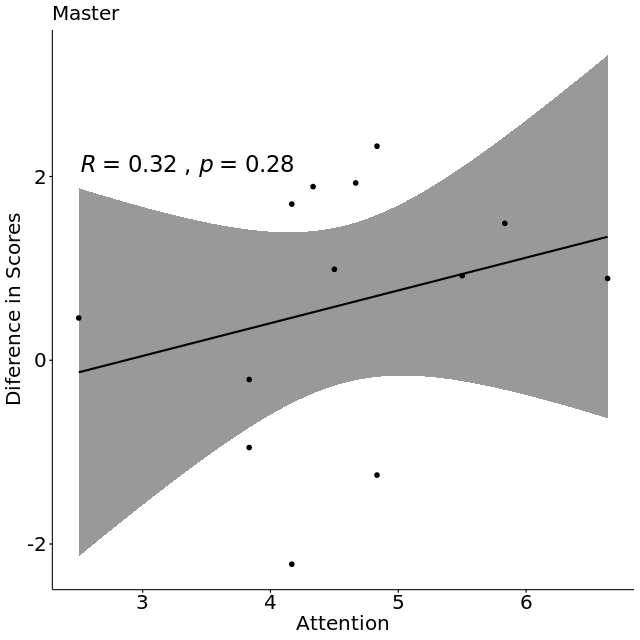 Master
R = 0.32 , p = 0.28
Diference in Scores
2
0
-2
3 4 5 6
Attention